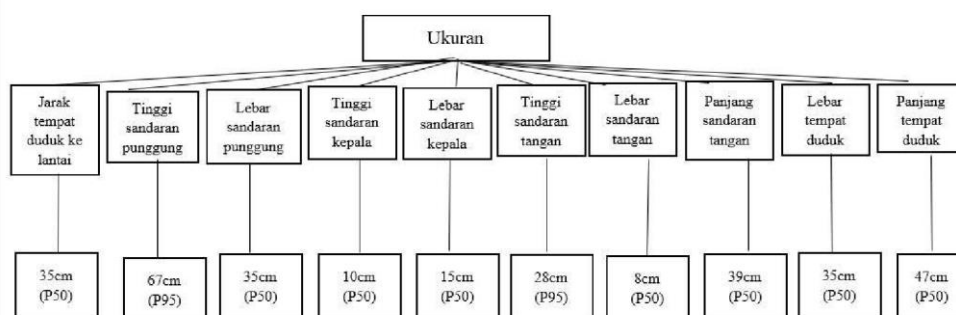 Ukuran
Jarak
tempat
duduk ke
lantai
Tinggi
sandaran
punggung
Lebar
sandaran
punggung
Tinggi
sandaran
kepala
Lebar
sandaran
kepala
Tinggi
sandaran
tangan
Lebar
sandaran
tangan
Panjang
sandaran
tangan
Lebar
tempat
duduk
Panjang
tempat
duduk
35cm
(P50)
67cm
(P95)
35cm
(P50)
10cm
(P50)
15cm
(P50)
28cm
(P95)
8cm
(P50)
39cm
(P50)
35cm
(P50)
47cm
(P50)